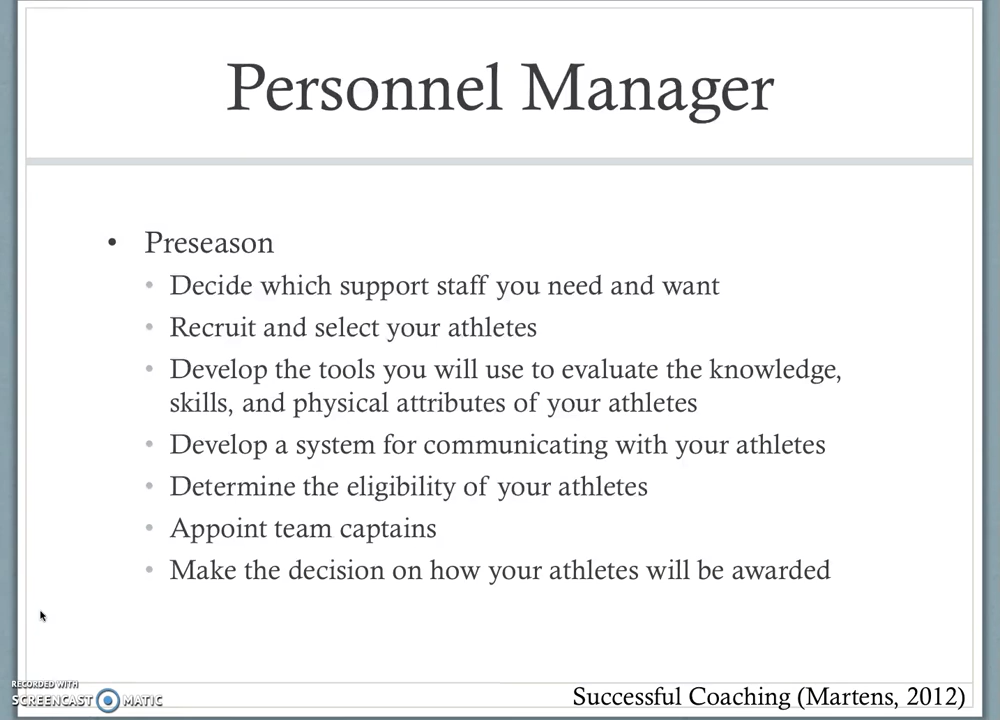 Personnel Manager
• Preseason
• Decide which support staff you need and want
• Recruit and select your athletes
• Develop the tools you will use to evaluate the knowledge,
skills, and physical attributes of your athletes
• Develop a system for communicating with your athletes
• Determine the eligibility of your athletes
• Appoint team captains
• Make the decision on how your athletes will be awarded
RECORDED WITH
SCREENCAST MATIC
Successful Coaching (Martens, 2012)